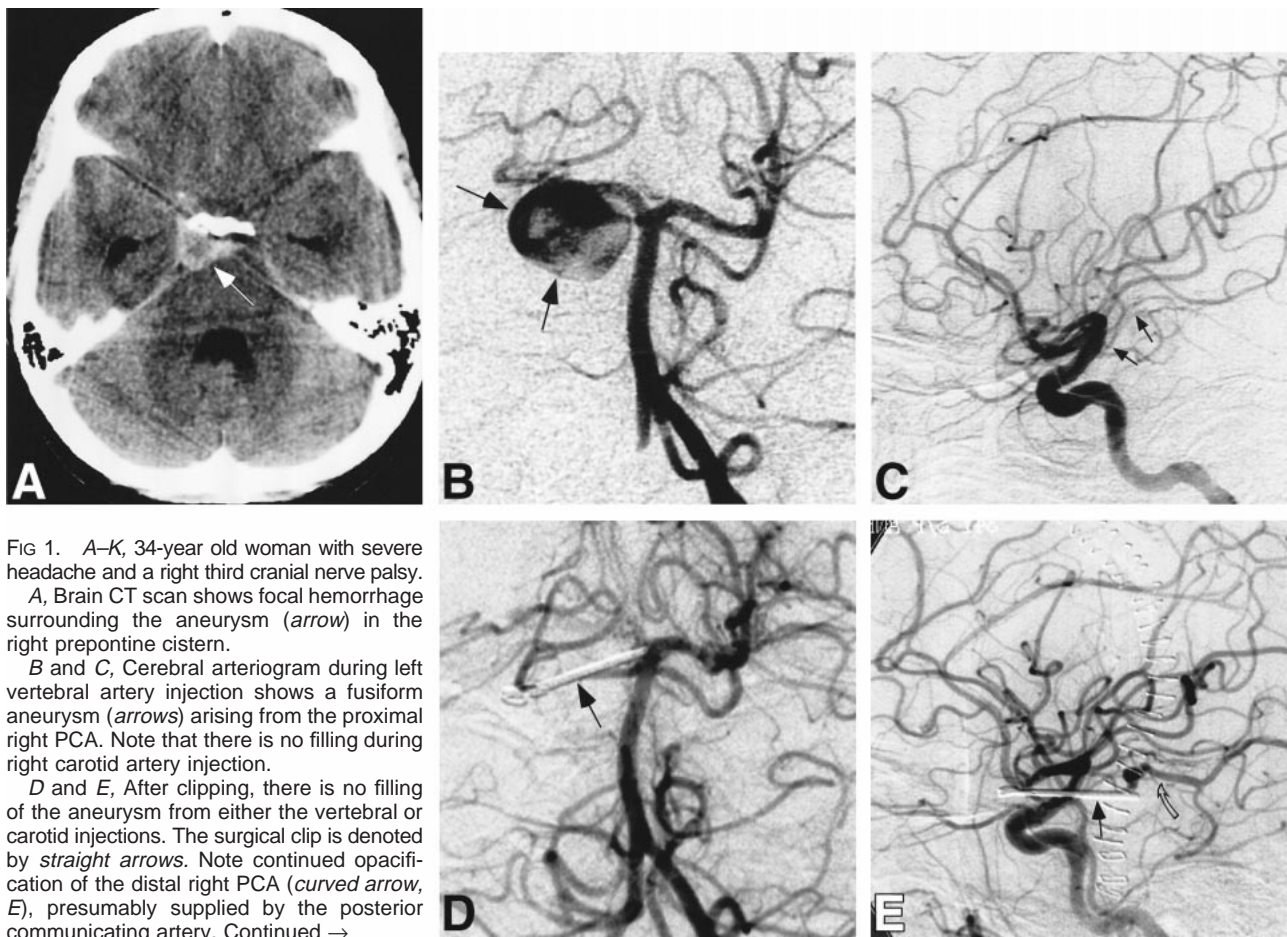 A
B
C
FIG 1. A–K, 34-year old woman with severe
headache and a right third cranial nerve palsy.
A, Brain CT scan shows focal hemorrhage
surrounding the aneurysm (arrow) in the
right prepontine cistern.
B and C, Cerebral arteriogram during left
vertebral artery injection shows a fusiform
aneurysm (arrows) arising from the proximal
right PCA. Note that there is no filling during
right carotid artery injection.
D and E, After clipping, there is no filling
of the aneurysm from either the vertebral or
carotid injections. The surgical clip is denoted
by straight arrows. Note continued opacifi-
cation of the distal right PCA (curved arrow,
E), presumably supplied by the posterior
communicating artery. Continued →
D
E